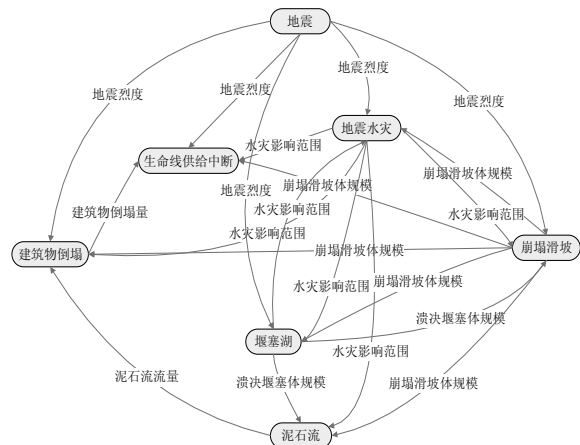 地震
地震烈度
地震烈度
地震烈度
地震烈度
地震水灾
水灾影响范围
生命线供给中断
崩塌滑坡体规模
地震烈度
崩塌滑坡体规模
水灾影响范围
建筑物倒塌量
水灾影响范围
水灾影响范围
建筑物倒塌
崩塌滑坡体规模
崩塌滑坡
水灾影响范围
崩塌滑坡体规模
溃决堰塞体规模
堰塞湖
水灾影响范围
泥石流流量
溃决堰塞体规模
崩塌滑坡体规模
泥石流